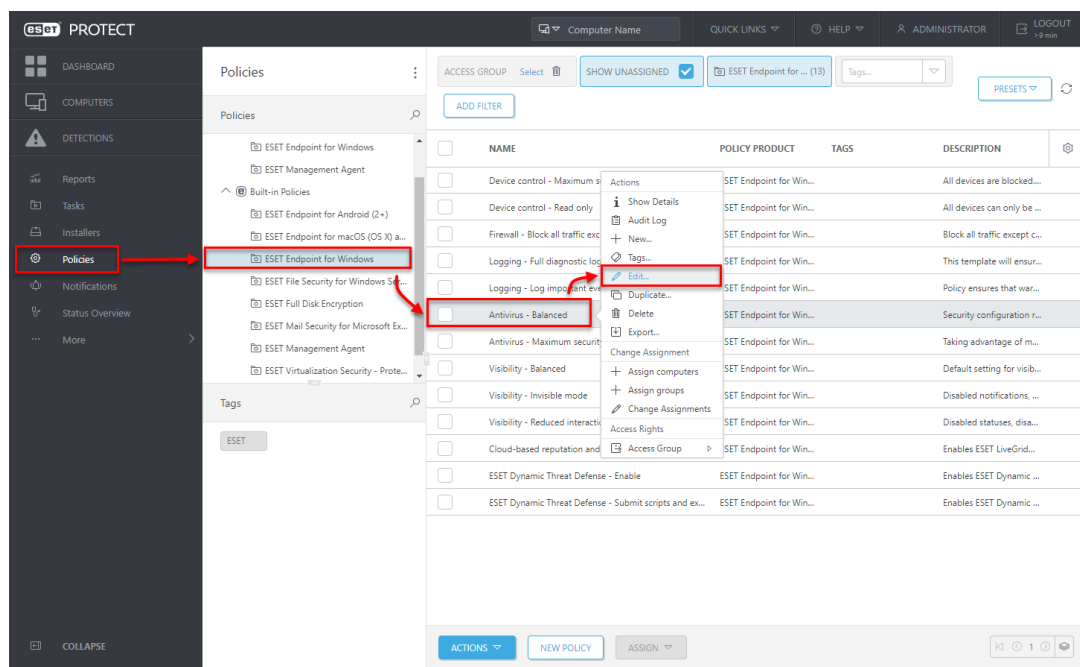 eset PROTECT
Computer Name
QUICK LINKS
HELP
ADMINISTRATOR
LOGOUT
>9 min
DASHBOARD
COMPUTERS
DETECTIONS
Reports
Tasks
Installers
Policies
Notifications
Status Overview
More
COLLAPSE
Policies
Policies
ESET Endpoint for Windows
ESET Management Agent
Built-in Policies
ESET Endpoint for Android (2+)
ESET Endpoint for macOS (OS X) a...
ESET Endpoint for Windows
ESET File Security for Windows Ser...
ESET Full Disk Encryption
ESET Mail Security for Microsoft Ex...
ESET Management Agent
ESET Virtualization Security - Prote...
Tags
ESET
ACCESS GROUP Select
SHOW UNASSIGNED
ESET Endpoint for ... (13)
Tags...
PRESETS
ADD FILTER
NAME POLICY PRODUCT TAGS DESCRIPTION
Device control - Maximum s ESET Endpoint for Win... All devices are blocked....
Device control - Read only SET Endpoint for Win... All devices can only be ...
Firewall - Block all traffic exc SET Endpoint for Win... Block all traffic except c...
Logging - Full diagnostic log SET Endpoint for Win... This template will ensur...
Logging - Log important eve SET Endpoint for Win... Policy ensures that war...
Antivirus - Balanced SET Endpoint for Win... Security configuration r...
Antivirus - Maximum securit SET Endpoint for Win... Taking advantage of m...
Visibility - Balanced SET Endpoint for Win... Default setting for visib...
Visibility - Invisible mode SET Endpoint for Win... Disabled notifications, ...
Visibility - Reduced interactio SET Endpoint for Win... Disabled statuses, disa...
Cloud-based reputation and SET Endpoint for Win... Enables ESET LiveGrid...
ESET Dynamic Threat Defense - Enable ESET Endpoint for Win... Enables ESET Dynamic ...
ESET Dynamic Threat Defense - Submit scripts and ex... ESET Endpoint for Win... Enables ESET Dynamic ...
Actions
Show Details
Audit Log
New...
Tags...
Edit...
Duplicate...
Delete
Export...
Change Assignment
Assign computers
Assign groups
Change Assignments
Access Rights
Access Group
ACTIONS
NEW POLICY
ASSIGN
1